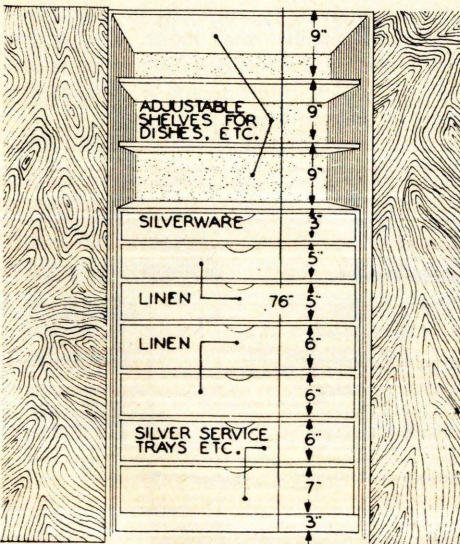 9"
9"
ADJUSTABLE
SHELVES FOR
DISHES, ETC.
9"
SILVERWARE
3"
5"
LINEN
76"
5"
LINEN
6"
6"
SILVER SERVICE
TRAYS ETC.
6"
7"
3"